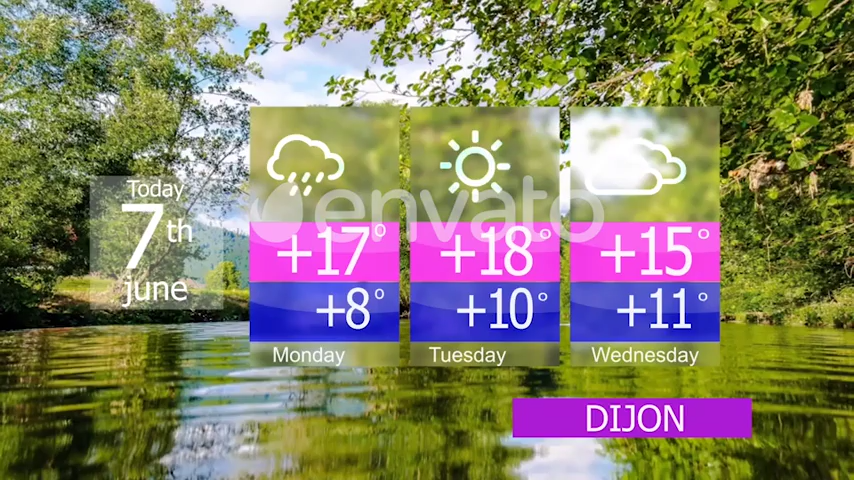 Today
7th
june
+17°
+8°
Monday
+18°
+10°
Tuesday
+15°
+11°
Wednesday
envato
DIJON